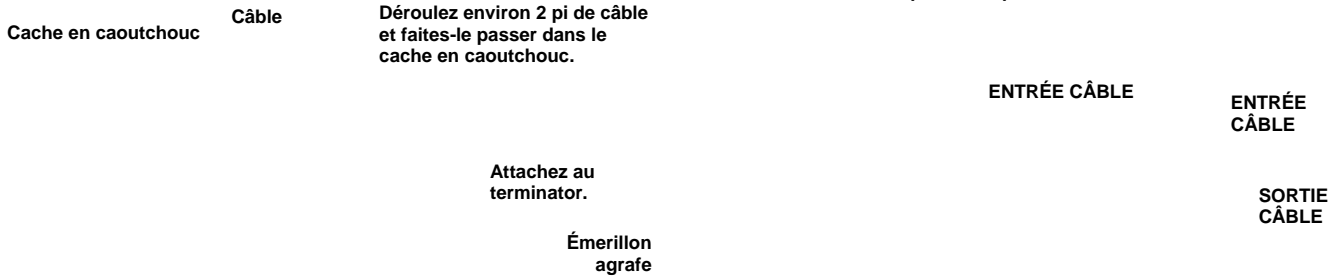 Cache en caoutchouc
Câble
Déroulez environ 2 pi de câble
et faites-le passer dans le
cache en caoutchouc.
Attachez au
terminator.
Émerillon
agrafe
ENTRÉE CÂBLE
ENTRÉE
CÂBLE
SORTIE
CÂBLE